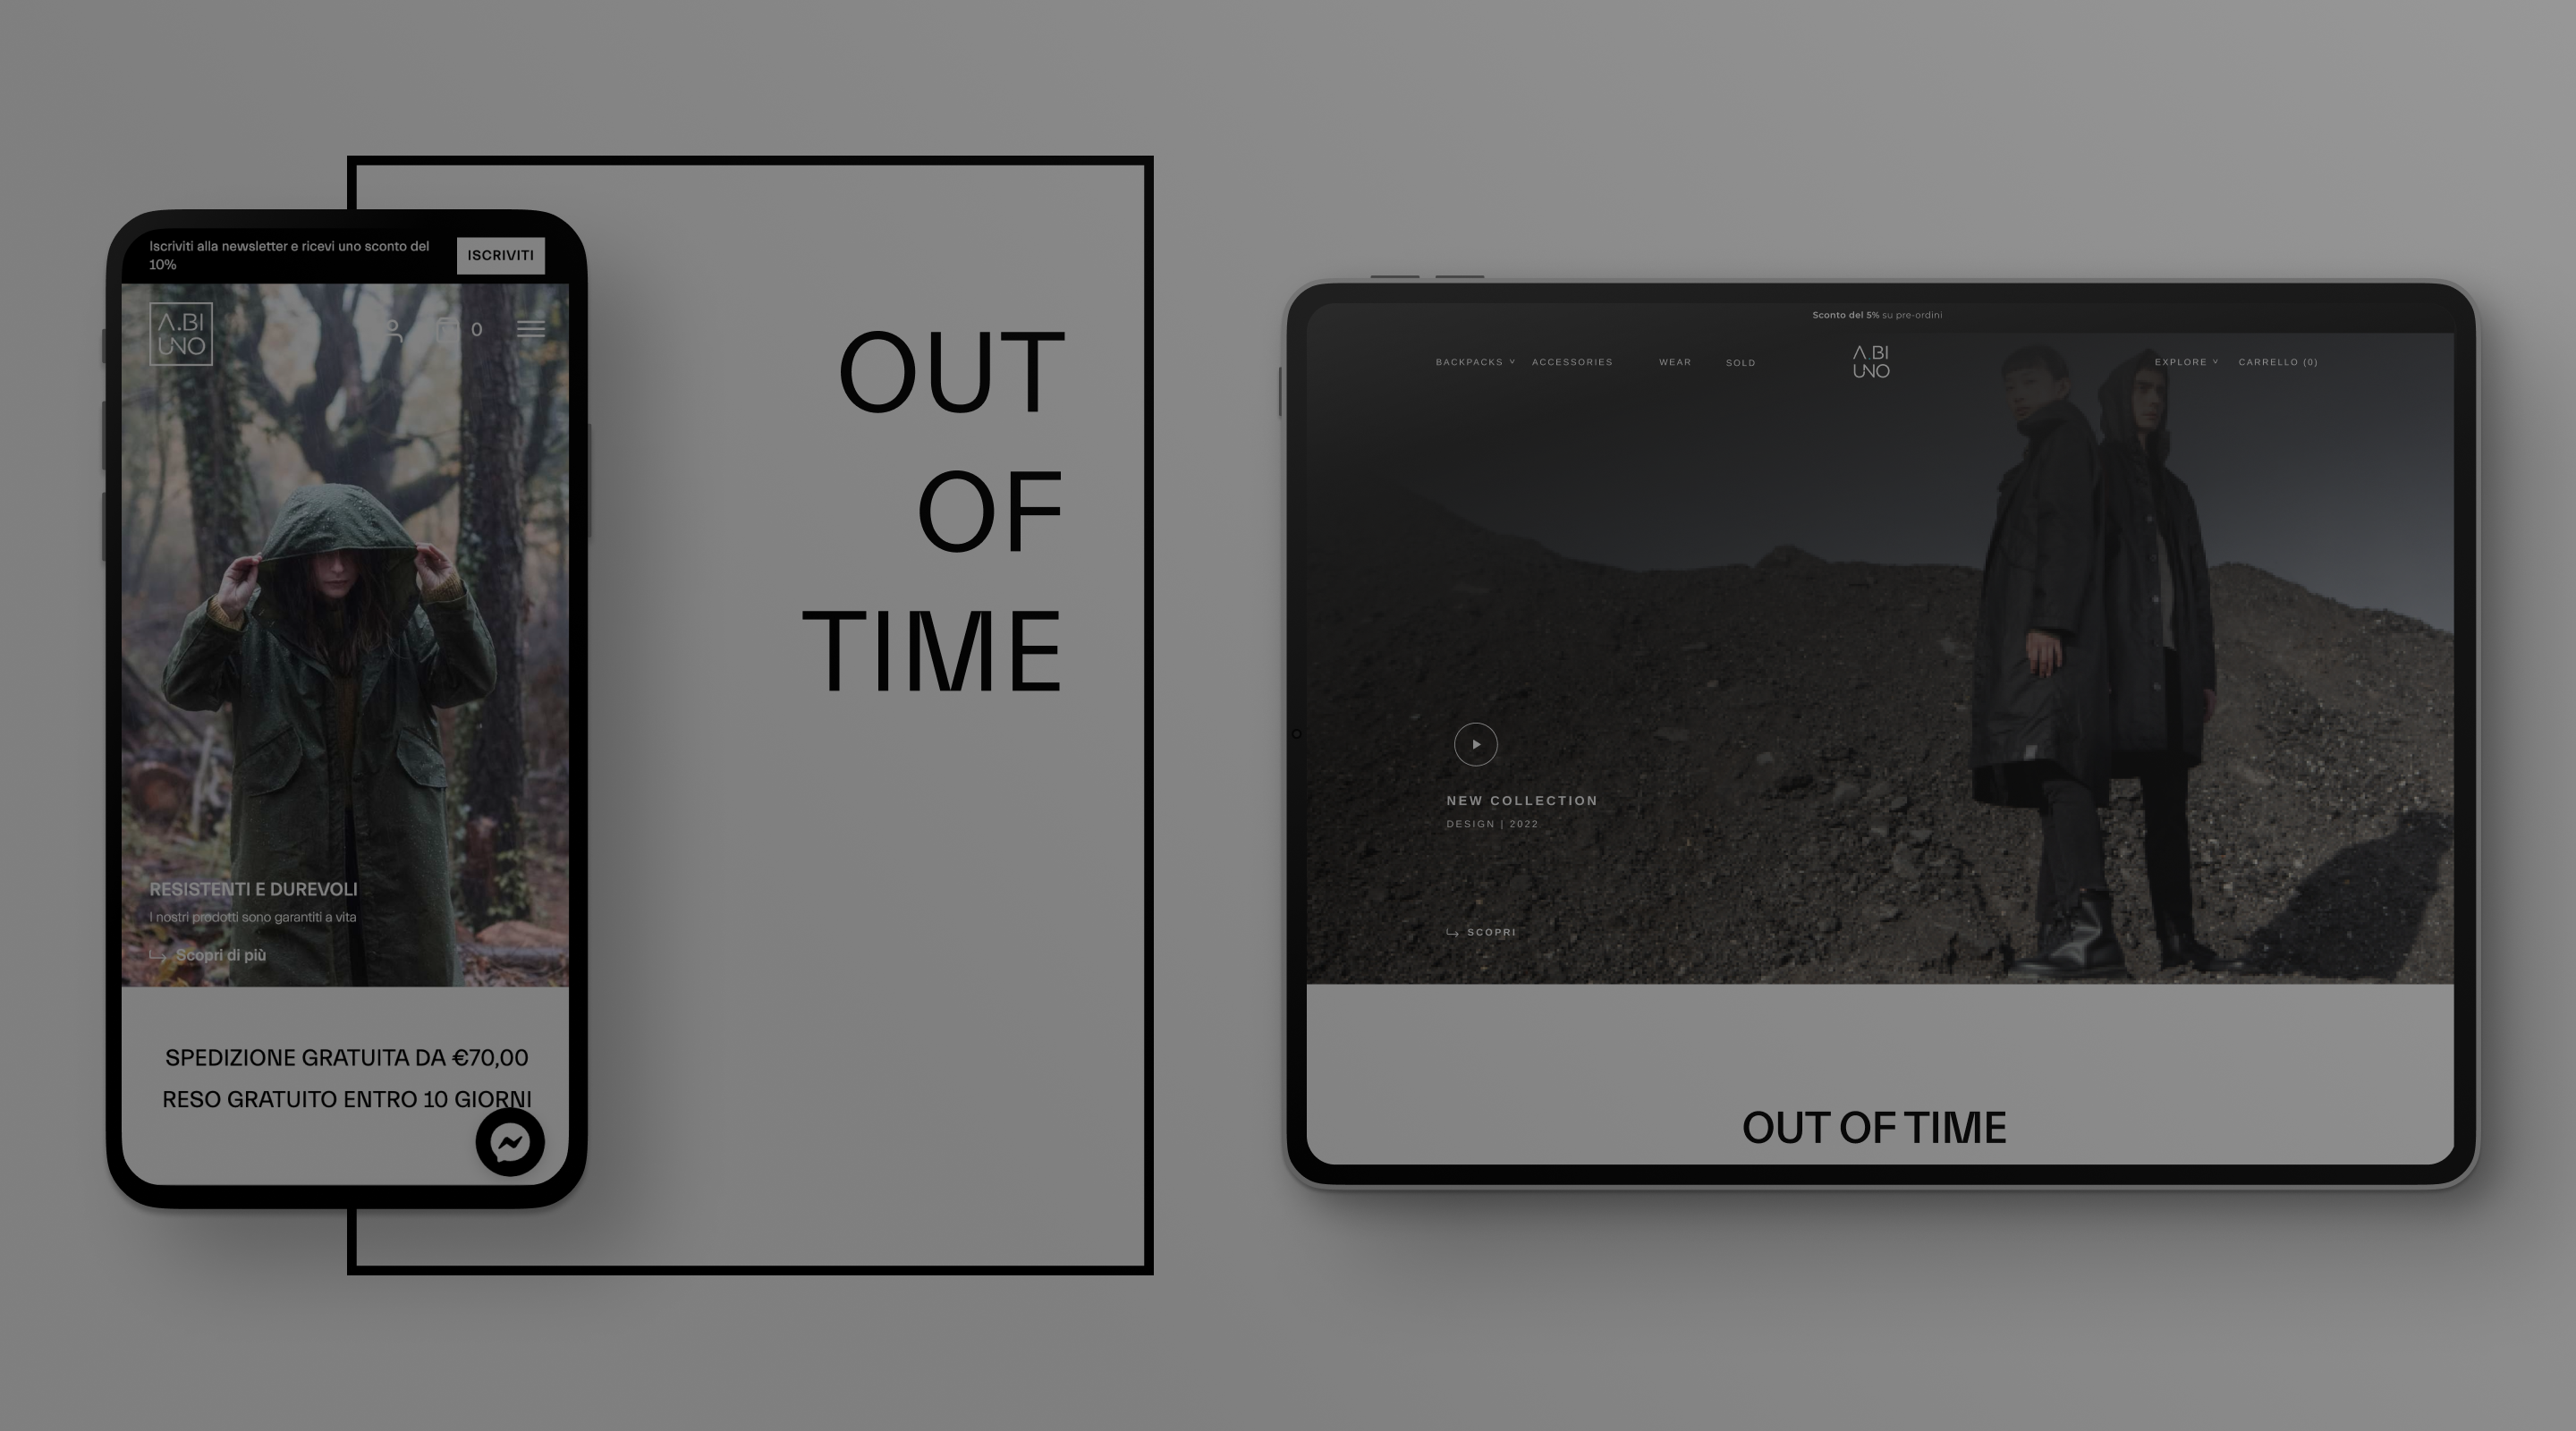 Iscriviti alla newsletter e ricevi uno sconto del
10%
ISCRIVITI
Λ.BI
UNO
0
RESISTENTI E DUREVOLI
I nostri prodotti sono garantiti a vita
Scopri di più
SPEDIZIONE GRATUITA DA €70,00
RESO GRATUITO ENTRO 10 GIORNI
OUT
OF
TIME
Sconto del 5% su pre-ordini
BACKPACKS ACCESSORIES WEAR SOLD
Λ.BI
UNO
EXPLORE CARRELLO (0)
NEW COLLECTION
DESIGN | 2022
SCOPRI
OUT OF TIME